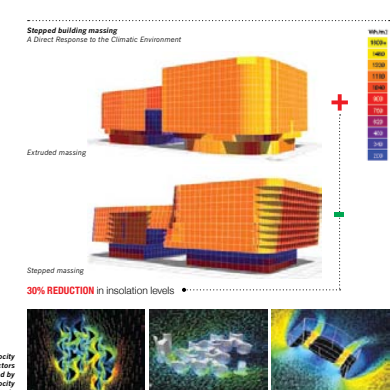 Stepped building massing
A Direct Response to the Climatic Environment
Wh/m2
Extruded massing
Stepped massing
30% REDUCTION in insolation levels
ocity
ctors
ed by
ocity